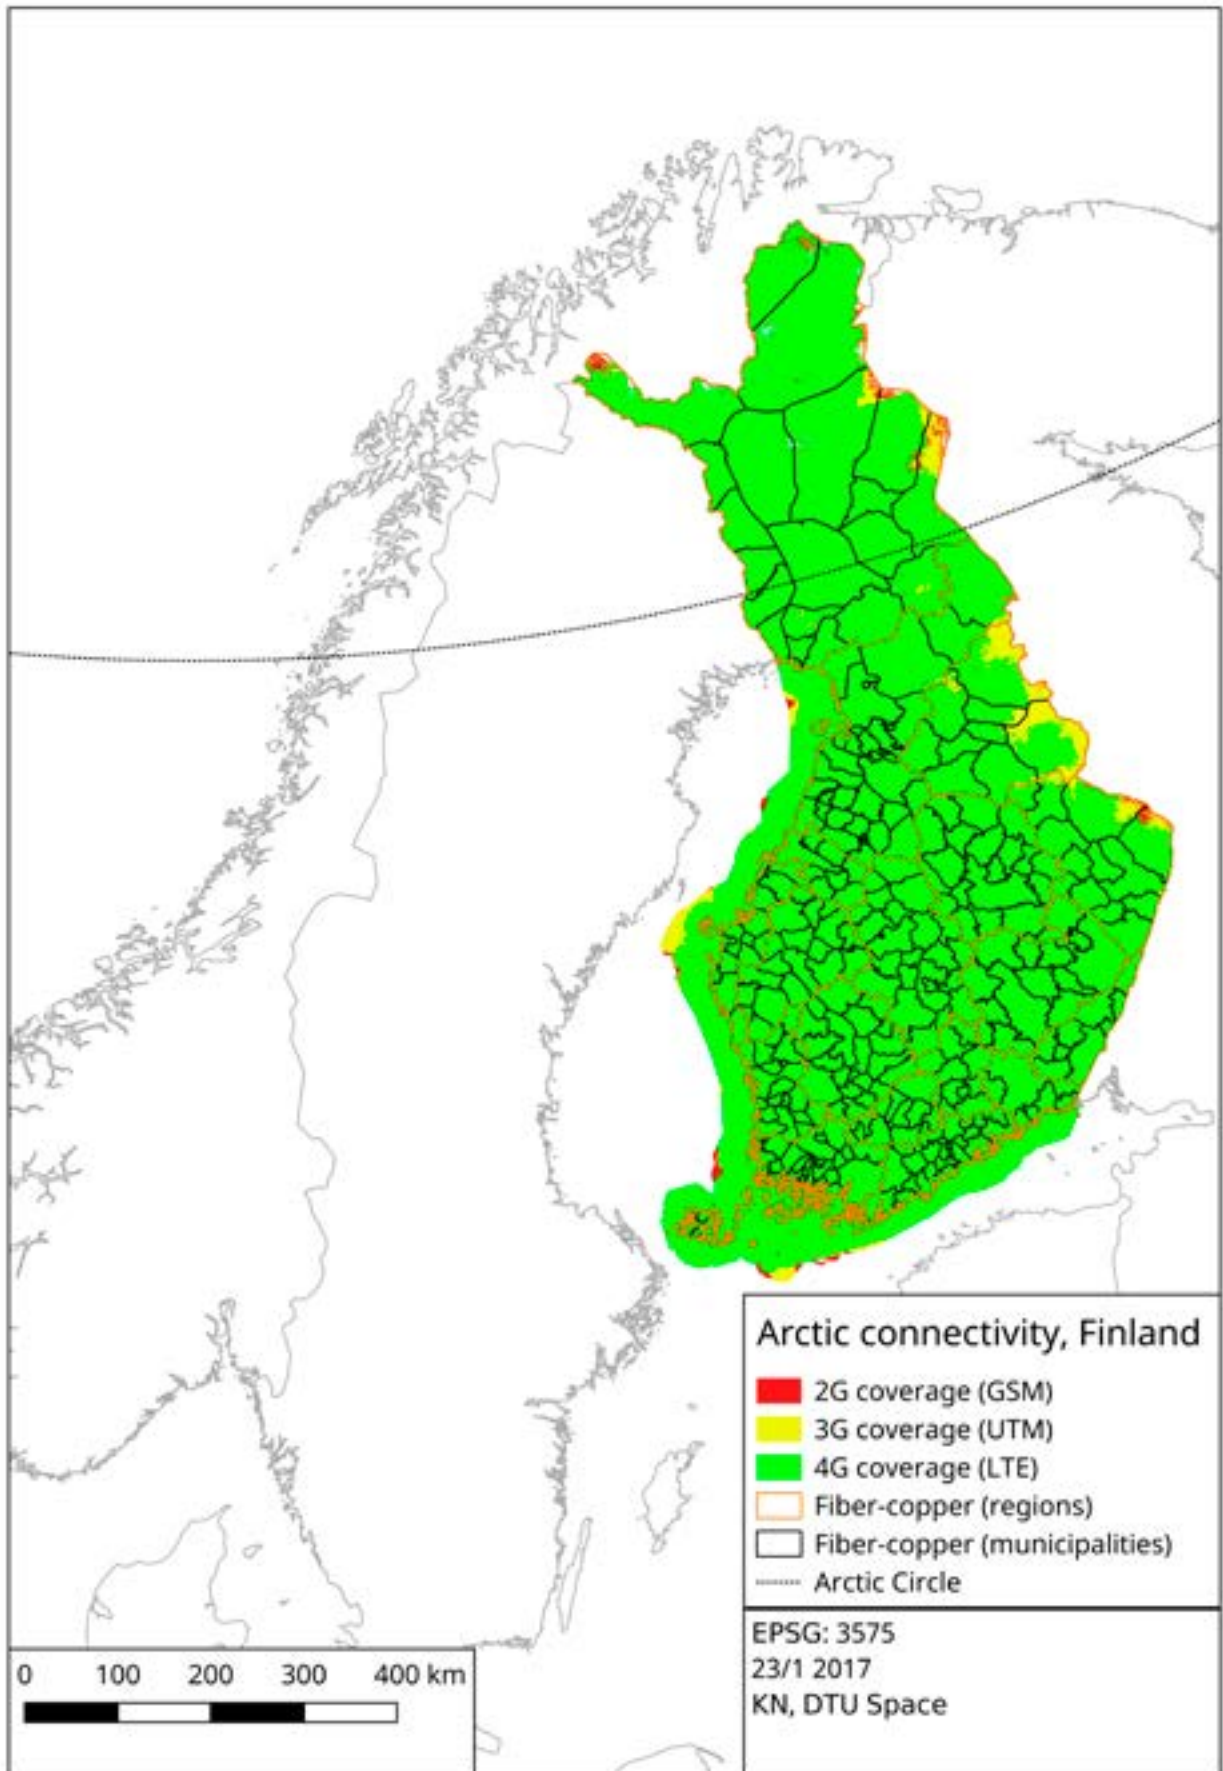 Arctic connectivity, Finland
2G coverage (GSM)
3G coverage (UTM)
4G coverage (LTE)
Fiber-copper (regions)
Fiber-copper (municipalities)
Arctic Circle
EPSG: 3575
23/1 2017
KN, DTU Space
0 100 200 300 400 km